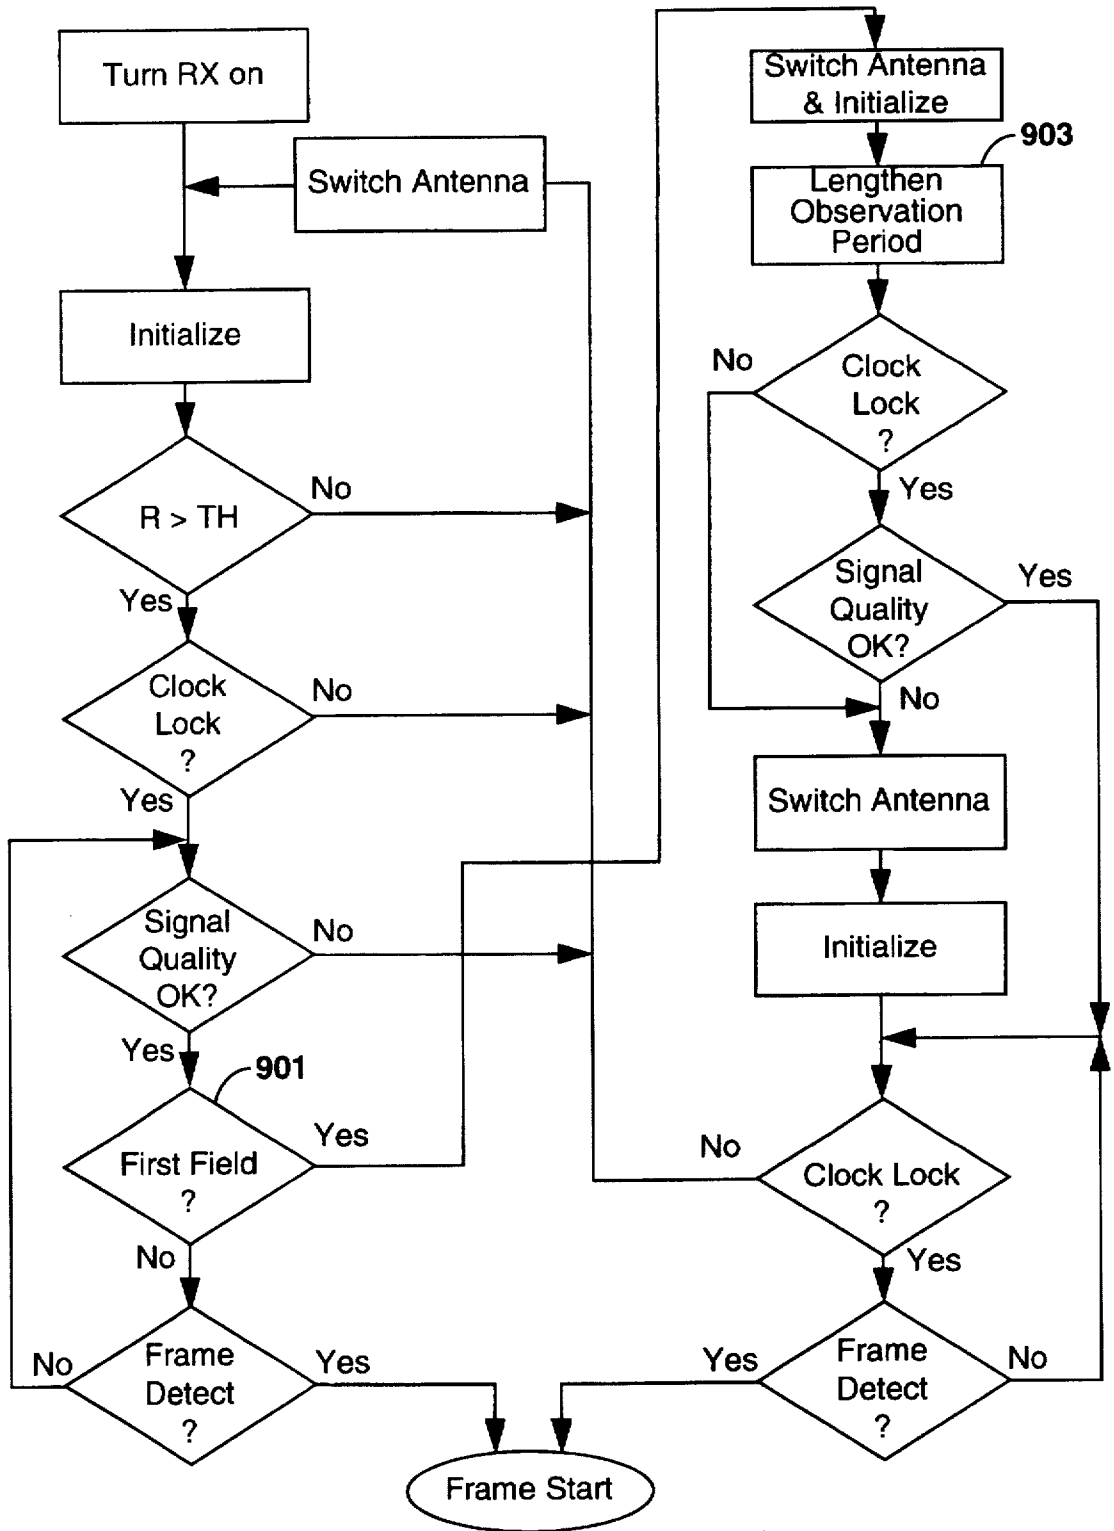 Turn RX on
Switch Antenna
Initialize
R > TH
No
Yes
Clock
Lock
?
No
Yes
Signal
Quality
OK?
No
Yes
901
First Field
?
Yes
No
Frame
Detect
?
No
Yes
Switch Antenna
& Initialize
903
Lengthen
Observation
Period
No
Clock
Lock
?
Yes
Signal
Quality
OK?
Yes
No
Switch Antenna
Initialize
No
Clock Lock
?
Yes
Yes
Frame
Detect
?
No
Frame Start